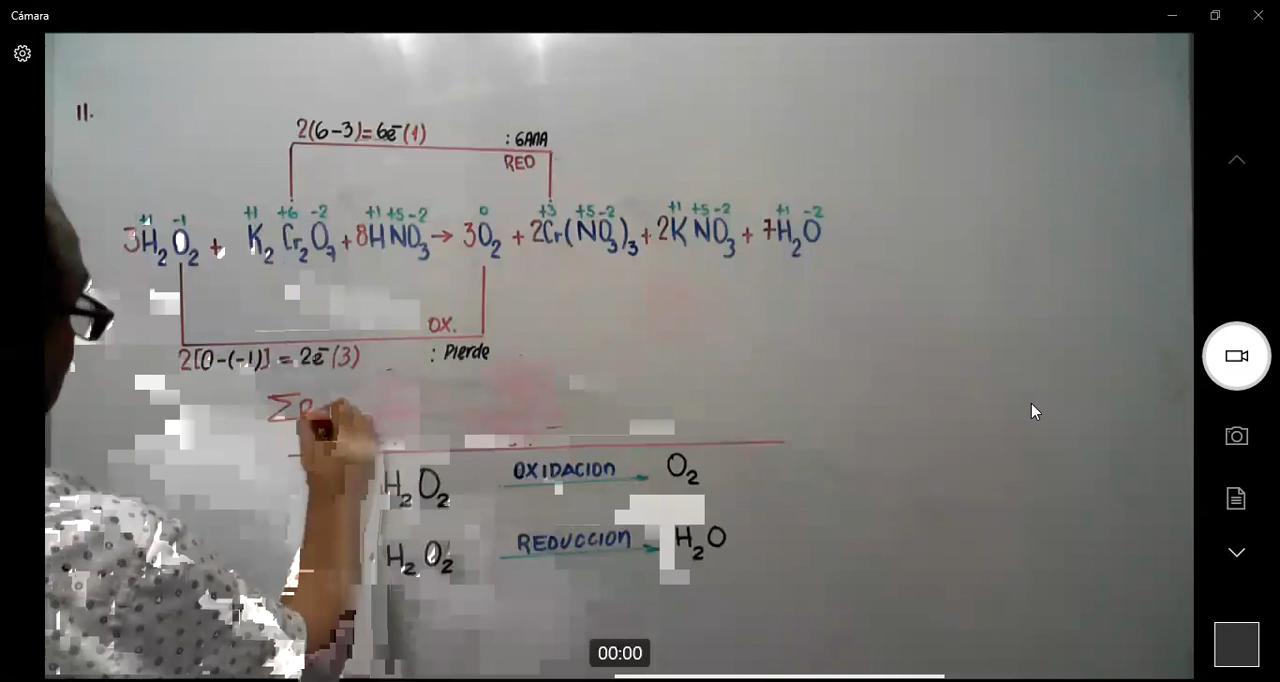 Cámara
11.
2(6-3)=6e⁻(1) : GANA
RED
+1 -1 +1 +6 -2 +1 +5 -2 0 +3 +5 -2 +1 +5 -2 +1 -2
3H₂O₂ + K₂Cr₂O₇ + 8HNO₃ → 3O₂ + 2Cr(NO₃)₃ + 2KNO₃ + 7H₂O
OX.
2[0-(-1)] = 2e⁻(3) : Pierde
Σ
H₂O₂ OXIDACION O₂
H₂O₂ REDUCCION H₂O
00:00